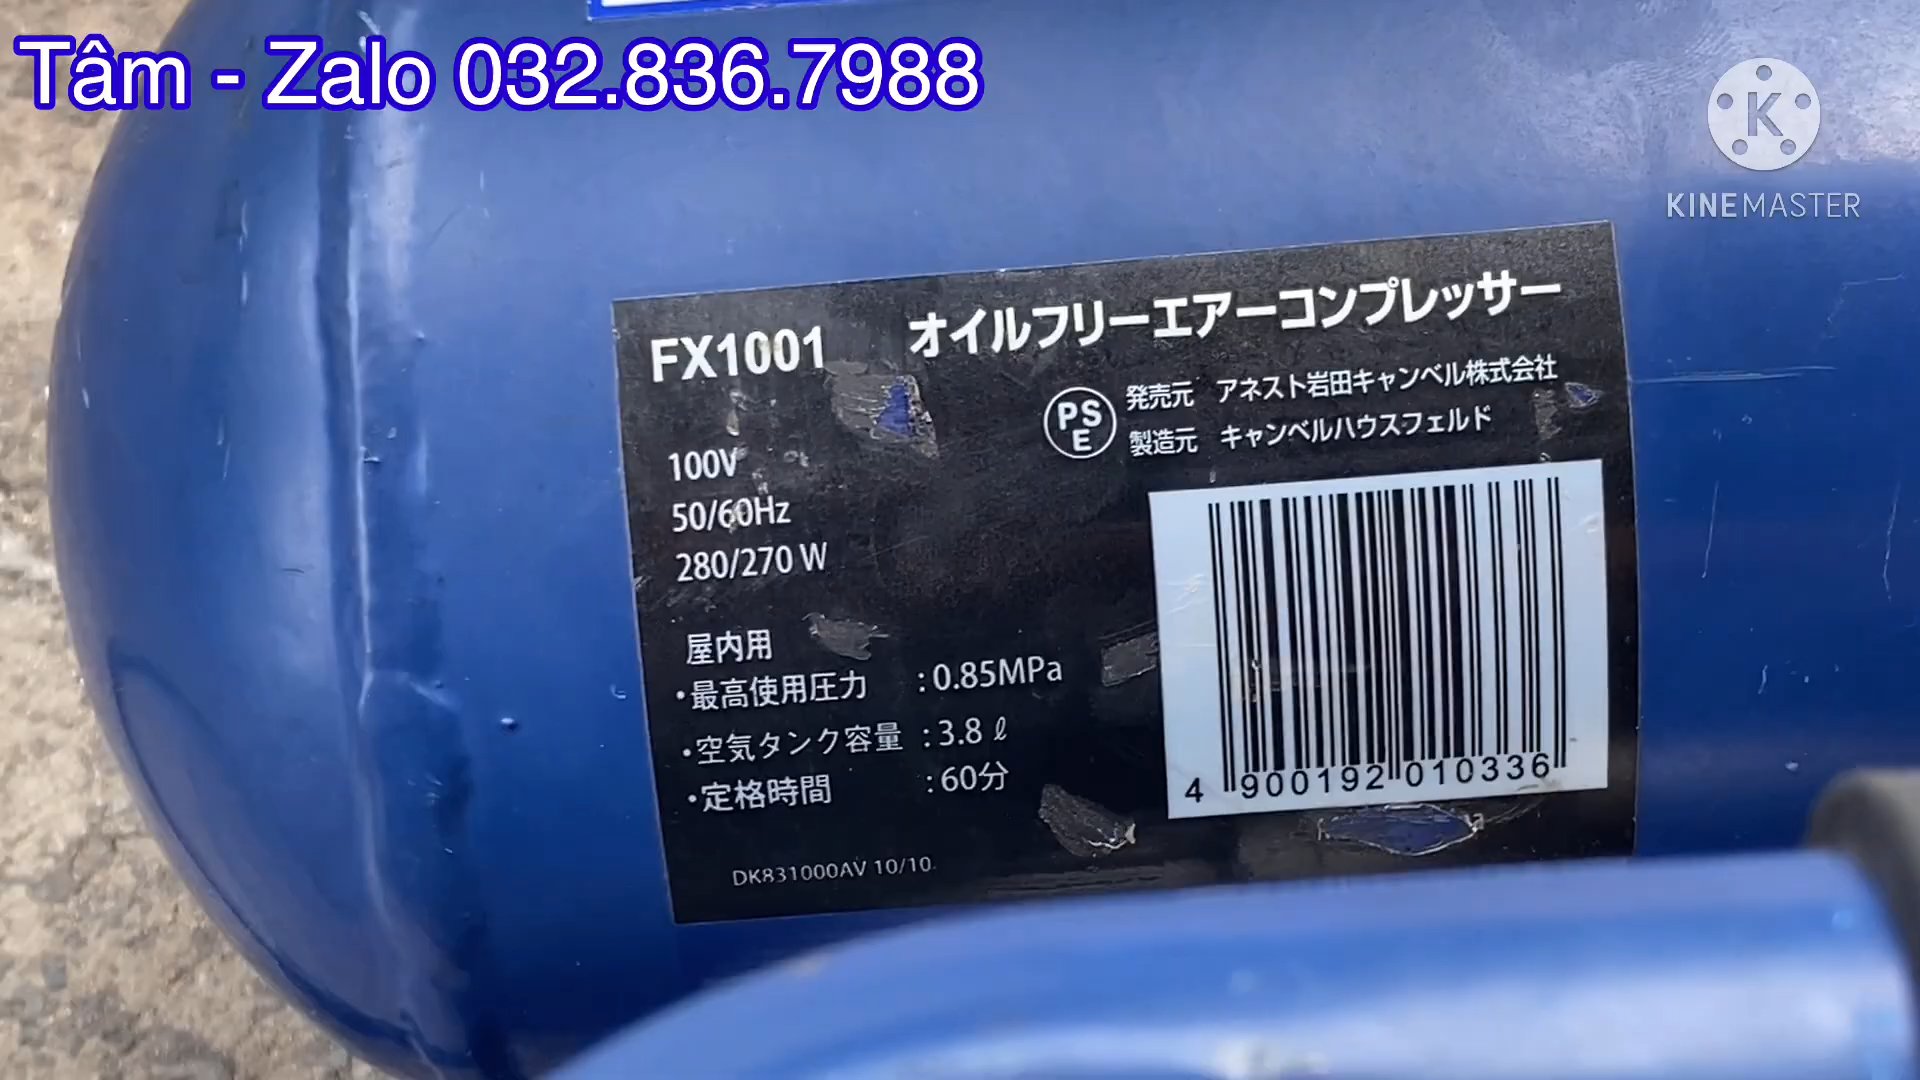 Tâm - Zalo 032.836.7988
K
KINEMASTER
FX1001 オイルフリーエアーコンプレッサー
PSE 発売元 アネスト岩田キャンベル株式会社
製造元 キャンベルハウスフェルド
100V
50/60Hz
280/270 W
屋内用
・最高使用圧力 : 0.85MPa
・空気タンク容量 : 3.8 ℓ
・定格時間 : 60分
4 900192 010336
DK831000AV 10/10